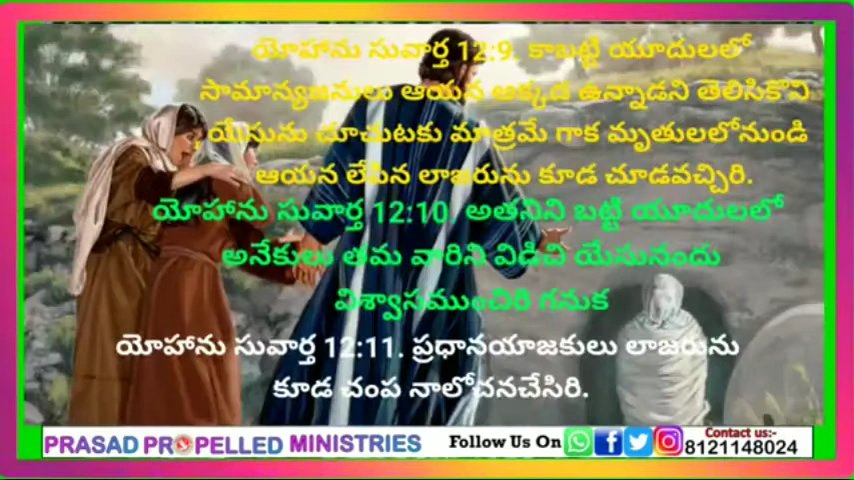 యోహాను సువార్త 12:9. కాబట్టి యూదులలో
సామాన్యజనులు ఆయన అక్కడ ఉన్నాడని తెలిసికొని
యేసును చూచుటకు మాత్రమే గాక మృతులలోనుండి
ఆయన లేపిన లాజరును కూడ చూడవచ్చిరి.
యోహాను సువార్త 12:10. అతనిని బట్టి యూదులలో
అనేకులు తమ వారిని విడిచి యేసునందు
విశ్వాసముంచిరి గనుక
యోహాను సువార్త 12:11. ప్రధానయాజకులు లాజరును
కూడ చంప నాలోచనచేసిరి.
PRASAD PROPELLED MINISTRIES Follow Us On
Contact us:-
8121148024